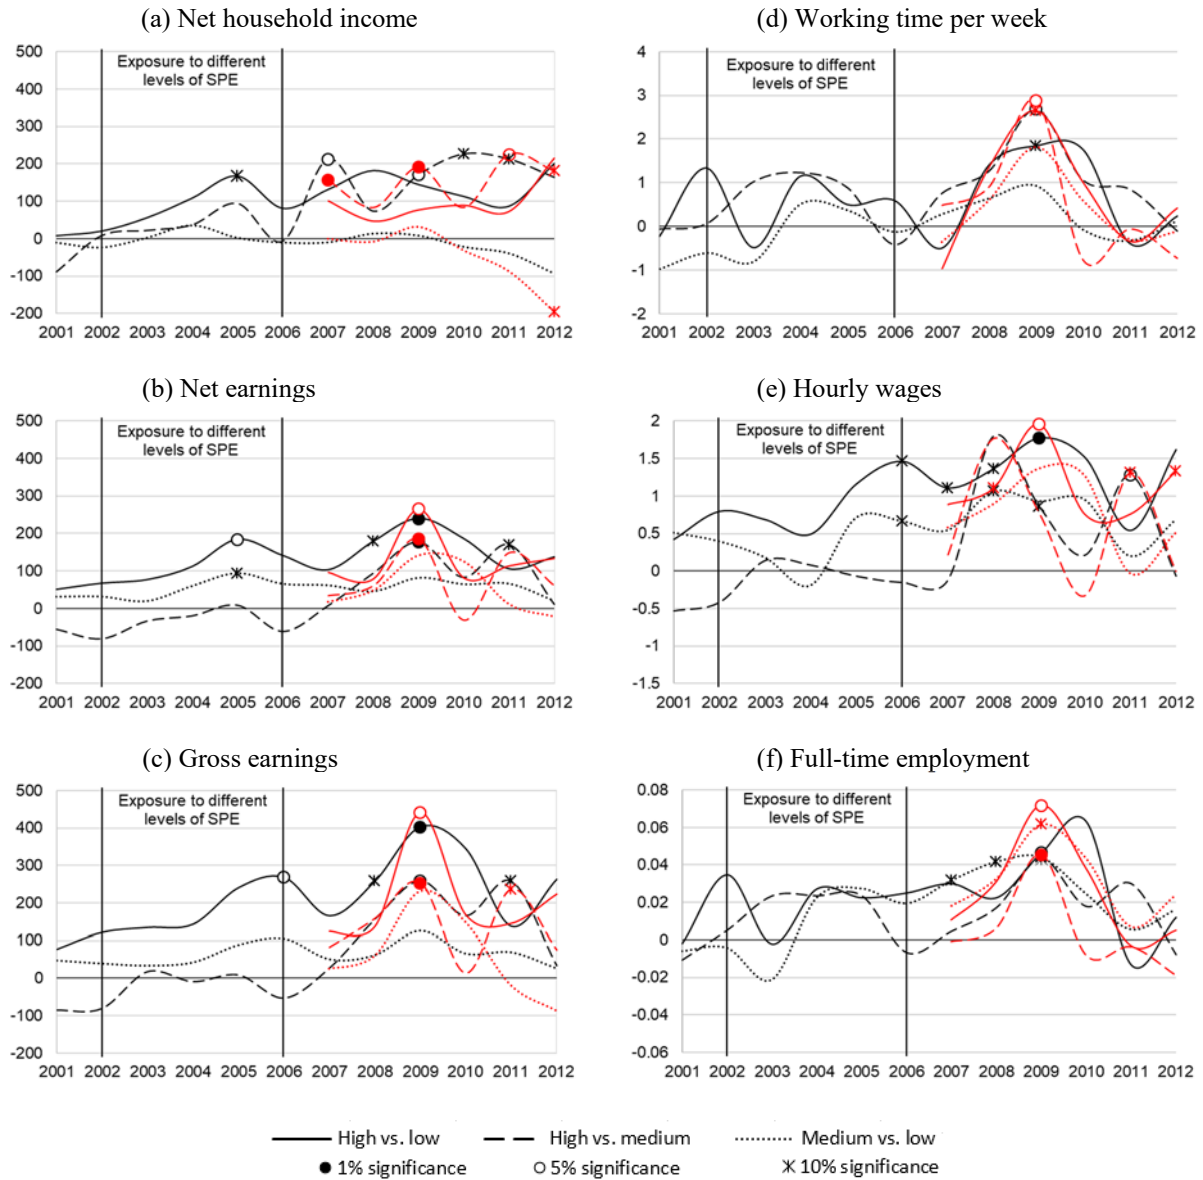 (a) Net household income
500
400
300
200
100
0
-100
-200
Exposure to different
levels of SPE
2001 2002 2003 2004 2005 2006 2007 2008 2009 2010 2011 2012
(d) Working time per week
4
3
2
1
0
-1
-2
Exposure to different
levels of SPE
2001 2002 2003 2004 2005 2006 2007 2008 2009 2010 2011 2012
(b) Net earnings
500
400
300
200
100
0
-100
-200
Exposure to different
levels of SPE
2001 2002 2003 2004 2005 2006 2007 2008 2009 2010 2011 2012
(e) Hourly wages
2
1.5
1
0.5
0
-0.5
-1
-1.5
Exposure to different
levels of SPE
2001 2002 2003 2004 2005 2006 2007 2008 2009 2010 2011 2012
(c) Gross earnings
500
400
300
200
100
0
-100
-200
Exposure to different
levels of SPE
2001 2002 2003 2004 2005 2006 2007 2008 2009 2010 2011 2012
(f) Full-time employment
0.08
0.06
0.04
0.02
0
-0.02
-0.04
-0.06
Exposure to different
levels of SPE
2001 2002 2003 2004 2005 2006 2007 2008 2009 2010 2011 2012
High vs. low High vs. medium Medium vs. low
1% significance 5% significance 10% significance